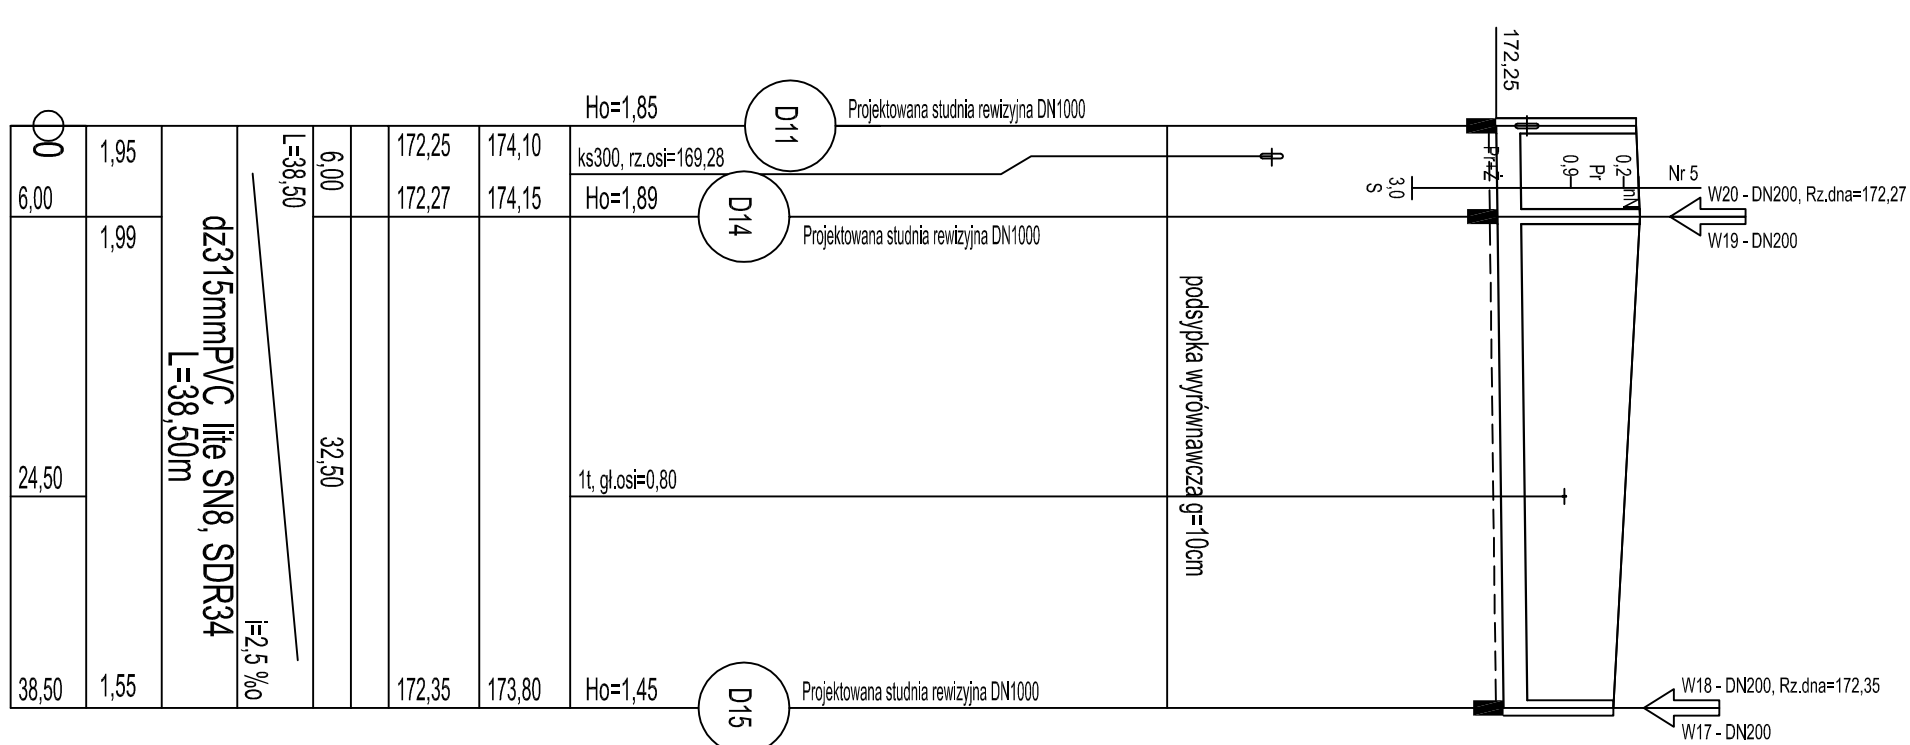 172,25
Ho=1,85
D11
Projektowana studnia rewizyjna DN1000
0
1,95
L=38,50
6,00
172,25
174,10
ks300, rz.osi=169,28
Pr+Ż
0,9
Pr
0,2
nN
Nr 5
3,0
S
6,00
172,27
174,15
Ho=1,89
D14
Projektowana studnia rewizyjna DN1000
W20 - DN200, Rz.dna=172,27
W19 - DN200
1,99
dz315mmPVC lite SN8, SDR34
L=38,50m
32,50
podsypka wyrównawcza g=10cm
24,50
1t, gł.osi=0,80
i=2,5 %o
38,50
1,55
172,35
173,80
Ho=1,45
D15
Projektowana studnia rewizyjna DN1000
W18 - DN200, Rz.dna=172,35
W17 - DN200